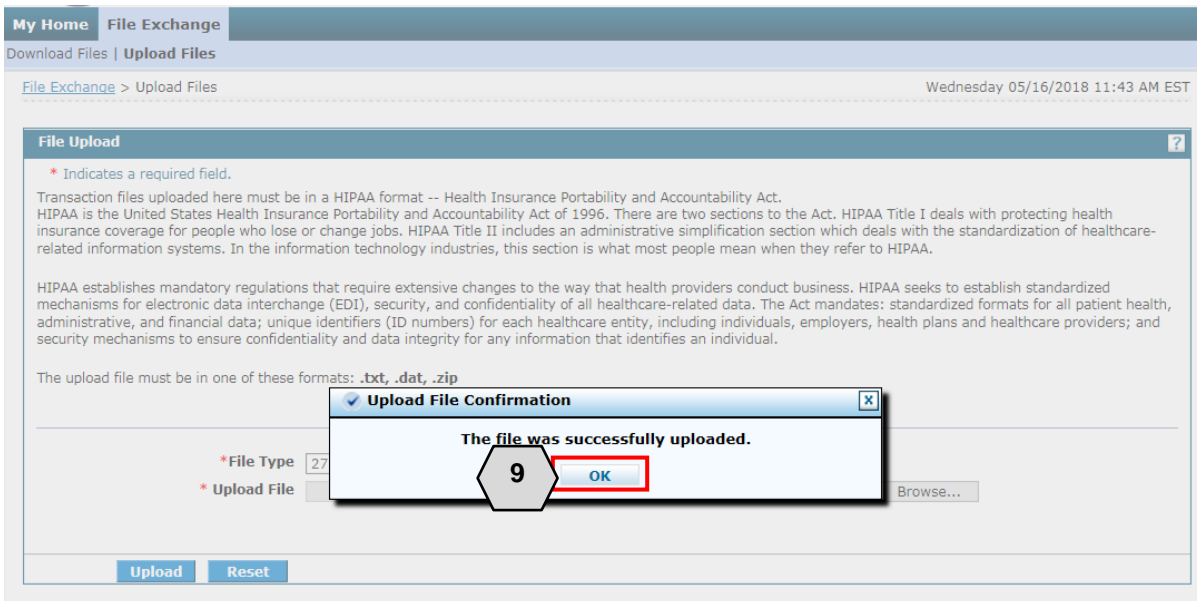 My Home File Exchange
Download Files | Upload Files
File Exchange > Upload Files Wednesday 05/16/2018 11:43 AM EST
File Upload ?
* Indicates a required field.
Transaction files uploaded here must be in a HIPAA format -- Health Insurance Portability and Accountability Act.
HIPAA is the United States Health Insurance Portability and Accountability Act of 1996. There are two sections to the Act. HIPAA Title I deals with protecting health
insurance coverage for people who lose or change jobs. HIPAA Title II includes an administrative simplification section which deals with the standardization of healthcare-
related information systems. In the information technology industries, this section is what most people mean when they refer to HIPAA.
HIPAA establishes mandatory regulations that require extensive changes to the way that health providers conduct business. HIPAA seeks to establish standardized
mechanisms for electronic data interchange (EDI), security, and confidentiality of all healthcare-related data. The Act mandates: standardized formats for all patient health,
administrative, and financial data; unique identifiers (ID numbers) for each healthcare entity, including individuals, employers, health plans and healthcare providers; and
security mechanisms to ensure confidentiality and data integrity for any information that identifies an individual.
The upload file must be in one of these formats: .txt, .dat, .zip
Upload File Confirmation x
The file was successfully uploaded.
*File Type 27
9 OK
* Upload File Browse...
Upload Reset